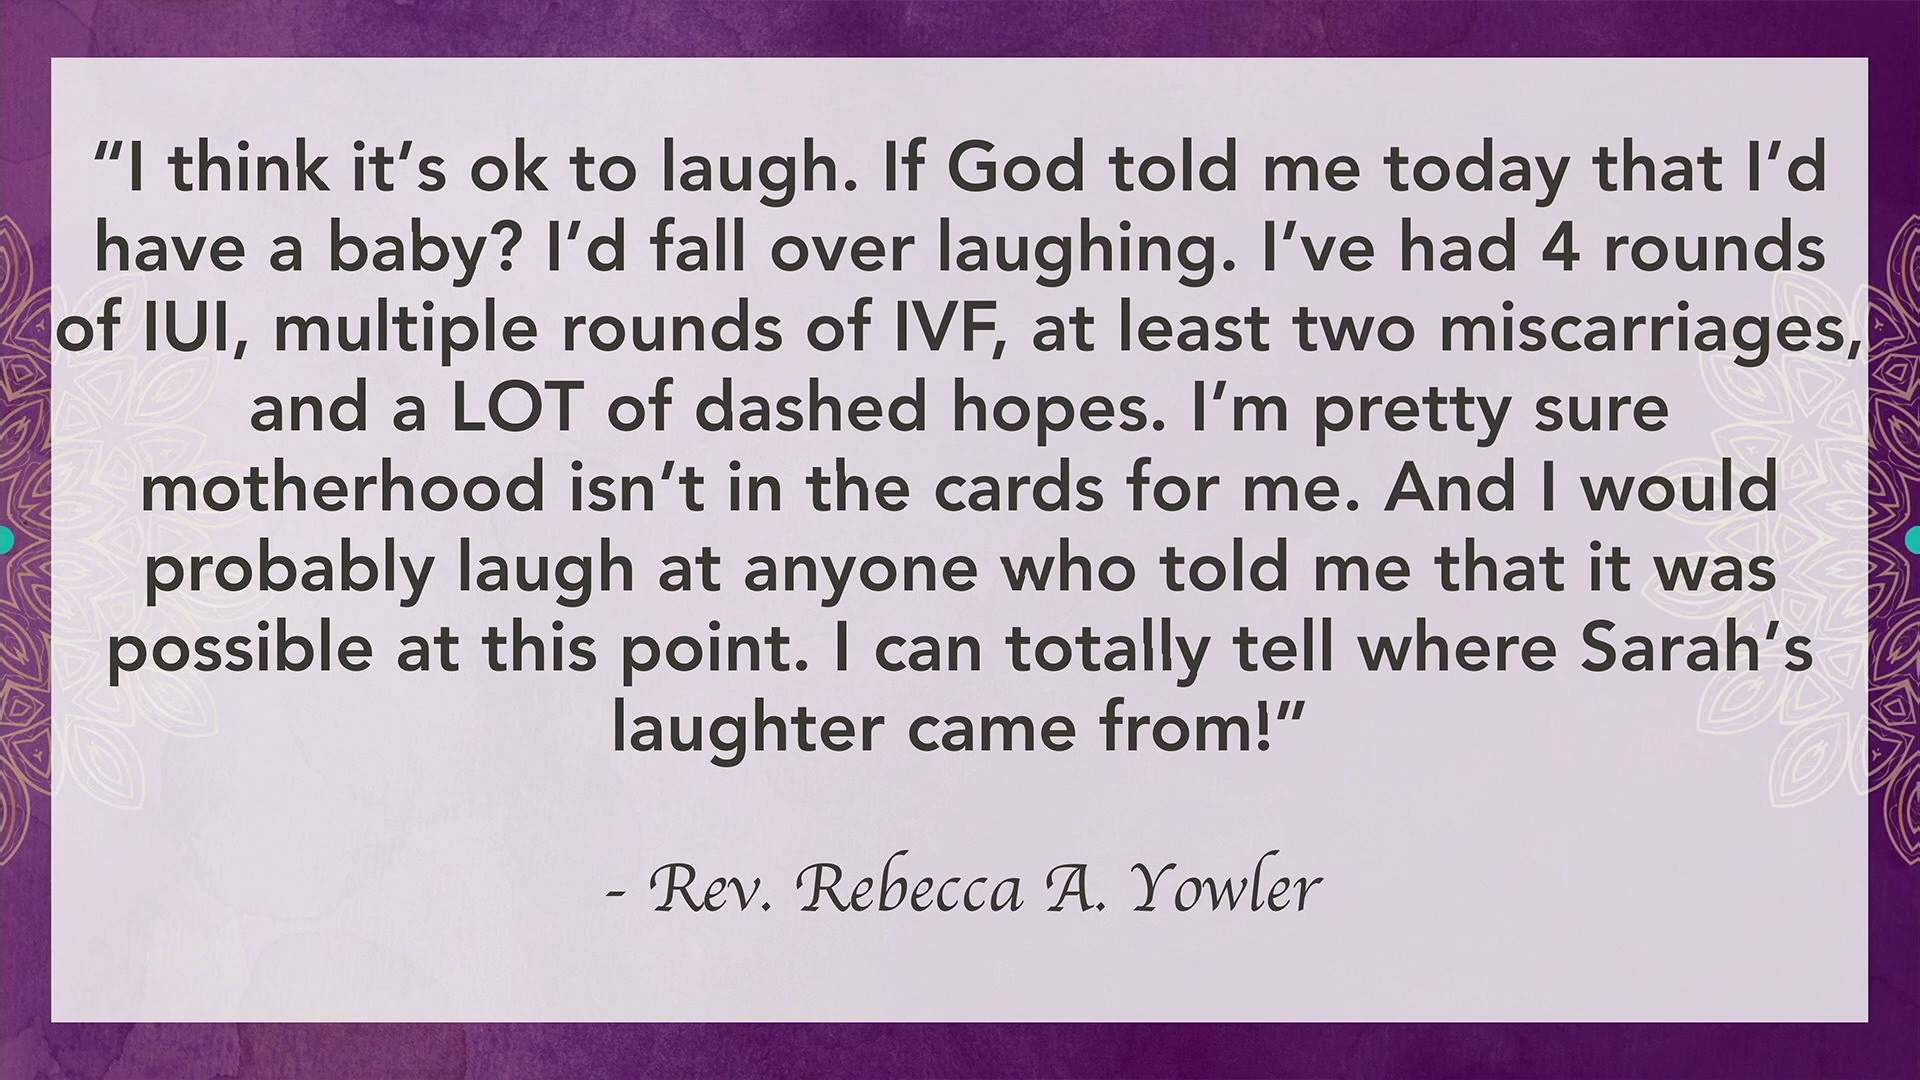 “I think it’s ok to laugh. If God told me today that I’d
have a baby? I’d fall over laughing. I’ve had 4 rounds
of IUI, multiple rounds of IVF, at least two miscarriages,
and a LOT of dashed hopes. I’m pretty sure
motherhood isn’t in the cards for me. And I would
probably laugh at anyone who told me that it was
possible at this point. I can totally tell where Sarah’s
laughter came from!”
- Rev. Rebecca A. Yowler